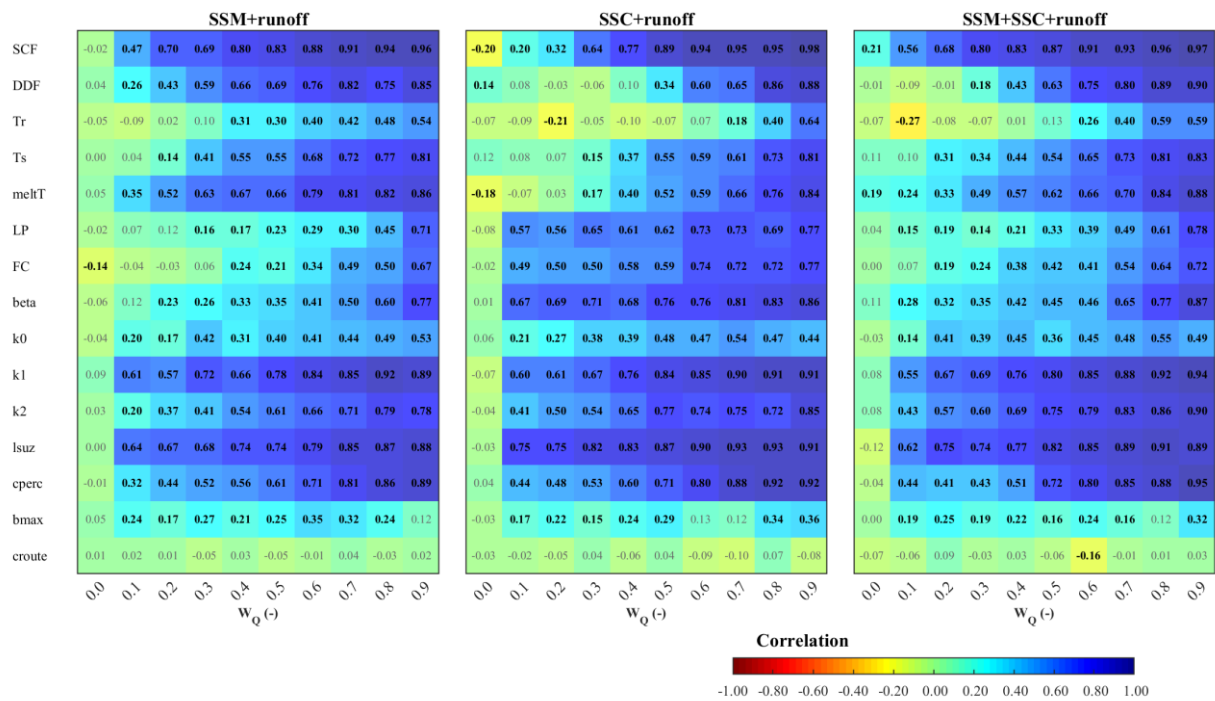 SSM+runoff SSC+runoff SSM+SSC+runoff
SCF -0.02 0.47 0.70 0.69 0.80 0.83 0.88 0.91 0.94 0.96 -0.20 0.20 0.32 0.64 0.77 0.89 0.94 0.95 0.95 0.98 0.21 0.56 0.68 0.80 0.83 0.87 0.91 0.93 0.96 0.97
DDF 0.04 0.26 0.43 0.59 0.66 0.69 0.76 0.82 0.75 0.85 0.14 0.08 -0.03 -0.06 0.10 0.34 0.60 0.65 0.86 0.88 -0.01 -0.09 -0.01 0.18 0.43 0.63 0.75 0.80 0.89 0.90
Tr -0.05 -0.09 0.02 0.10 0.31 0.30 0.40 0.42 0.48 0.54 -0.07 -0.09 -0.21 -0.05 -0.10 -0.07 0.07 0.18 0.40 0.64 -0.07 -0.27 -0.08 -0.07 0.01 0.13 0.26 0.40 0.59 0.59
Ts 0.00 0.04 0.14 0.41 0.55 0.55 0.68 0.72 0.77 0.81 0.12 0.08 0.07 0.15 0.37 0.55 0.59 0.61 0.73 0.81 0.11 0.10 0.31 0.34 0.44 0.54 0.65 0.73 0.81 0.83
meltT 0.05 0.35 0.52 0.63 0.67 0.66 0.79 0.81 0.82 0.86 -0.18 -0.07 0.03 0.17 0.40 0.52 0.59 0.66 0.76 0.84 0.19 0.24 0.33 0.49 0.57 0.62 0.66 0.70 0.84 0.88
LP -0.02 0.07 0.12 0.16 0.17 0.23 0.29 0.30 0.45 0.71 -0.08 0.57 0.56 0.65 0.61 0.62 0.73 0.73 0.69 0.77 0.04 0.15 0.19 0.14 0.21 0.33 0.39 0.49 0.61 0.78
FC -0.14 -0.04 -0.03 0.06 0.24 0.21 0.34 0.49 0.50 0.67 -0.02 0.49 0.50 0.50 0.58 0.59 0.74 0.72 0.72 0.77 0.00 0.07 0.19 0.24 0.38 0.42 0.41 0.54 0.64 0.72
beta -0.06 0.12 0.23 0.26 0.33 0.35 0.41 0.50 0.60 0.77 0.01 0.67 0.69 0.71 0.68 0.76 0.76 0.81 0.83 0.86 0.11 0.28 0.32 0.35 0.42 0.45 0.46 0.65 0.77 0.87
k0 -0.04 0.20 0.17 0.42 0.31 0.40 0.41 0.44 0.49 0.53 0.06 0.21 0.27 0.38 0.39 0.48 0.47 0.54 0.47 0.44 -0.03 0.14 0.41 0.39 0.45 0.36 0.45 0.48 0.55 0.49
k1 0.09 0.61 0.57 0.72 0.66 0.78 0.84 0.85 0.92 0.89 -0.07 0.60 0.61 0.67 0.76 0.84 0.85 0.90 0.91 0.91 0.08 0.55 0.67 0.69 0.76 0.80 0.85 0.88 0.92 0.94
k2 0.03 0.20 0.37 0.41 0.54 0.61 0.66 0.71 0.79 0.78 -0.04 0.41 0.50 0.54 0.65 0.77 0.74 0.75 0.72 0.85 0.08 0.43 0.57 0.60 0.69 0.75 0.79 0.83 0.86 0.90
lsuz 0.00 0.64 0.67 0.68 0.74 0.74 0.79 0.85 0.87 0.88 -0.03 0.75 0.75 0.82 0.83 0.87 0.90 0.93 0.93 0.91 -0.12 0.62 0.75 0.74 0.77 0.82 0.85 0.89 0.91 0.89
cperc -0.01 0.32 0.44 0.52 0.56 0.61 0.71 0.81 0.86 0.89 0.04 0.44 0.48 0.53 0.60 0.71 0.80 0.88 0.92 0.92 -0.04 0.44 0.41 0.43 0.51 0.72 0.80 0.85 0.88 0.95
bmax 0.05 0.24 0.17 0.27 0.21 0.25 0.35 0.32 0.24 0.12 -0.03 0.17 0.22 0.15 0.24 0.29 0.13 0.12 0.34 0.36 0.00 0.19 0.25 0.19 0.22 0.16 0.24 0.16 0.12 0.32
croute 0.01 0.02 0.01 -0.05 0.03 -0.05 -0.01 0.04 -0.03 0.02 -0.03 -0.02 -0.05 0.04 -0.06 0.04 -0.09 -0.10 0.07 -0.08 -0.07 -0.06 0.09 -0.03 0.03 -0.06 -0.16 -0.01 0.01 0.03
0.0 0.1 0.2 0.3 0.4 0.5 0.6 0.7 0.8 0.9 0.0 0.1 0.2 0.3 0.4 0.5 0.6 0.7 0.8 0.9 0.0 0.1 0.2 0.3 0.4 0.5 0.6 0.7 0.8 0.9
W_Q (-) W_Q (-) W_Q (-)
Correlation
-1.00 -0.80 -0.60 -0.40 -0.20 0.00 0.20 0.40 0.60 0.80 1.00